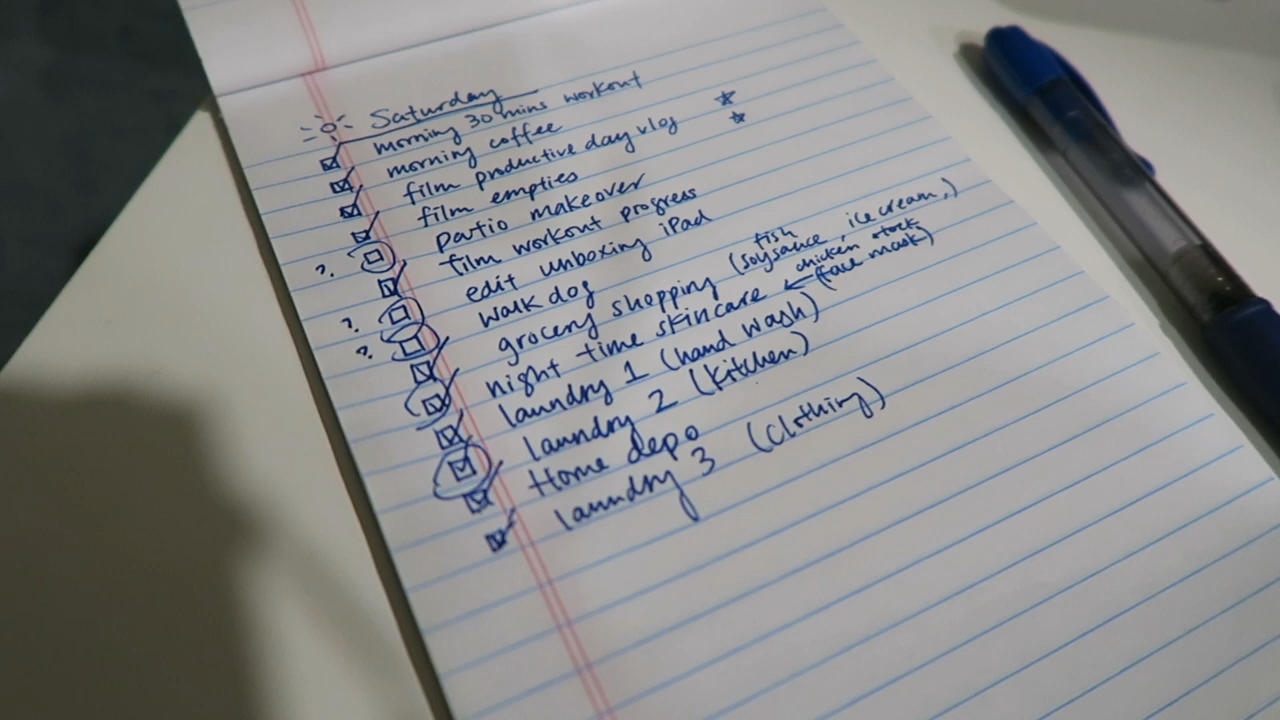 Saturday
morning 30 mins workout
morning coffee
film productive day vlog
film empties
patio makeover
? film workout progress
edit unboxing iPad
? walk dog
? grocery shopping (soysauce, ice cream,)
fish
chicken stock
night time skincare ← (face mask)
laundry 1 (hand wash)
laundry 2 (kitchen)
Home depo
laundry 3 (clothing)